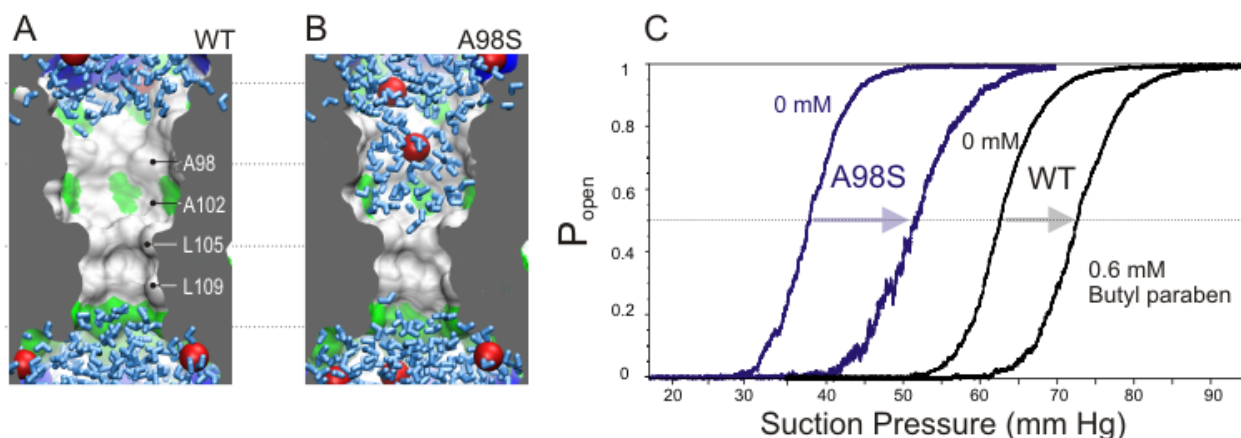 A
WT
B
A98S
C
A98
A102
L105
L109
P open
1
0.8
0.6
0.4
0.2
0
0 mM
0 mM
A98S
WT
0.6 mM
Butyl paraben
20 30 40 50 60 70 80 90
Suction Pressure (mm Hg)